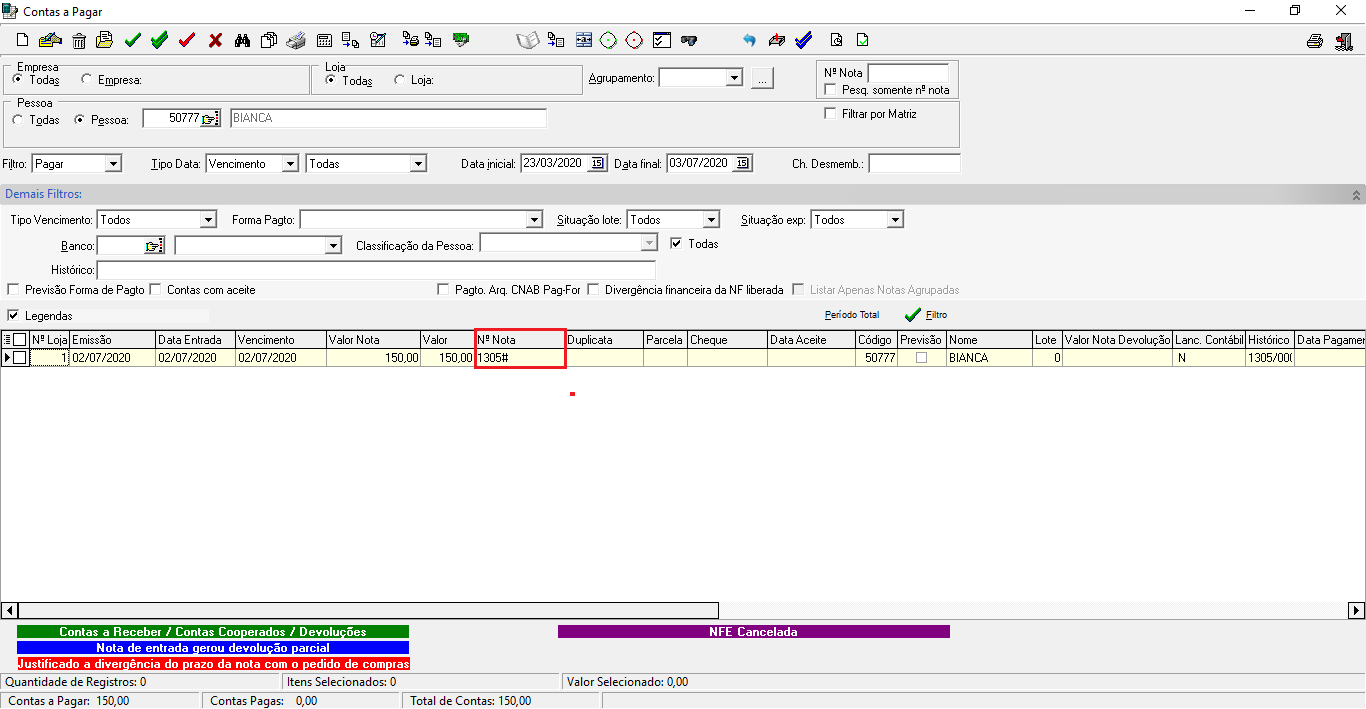 Contas a Pagar
Empresa
Todas Empresa:
Loja
Todas Loja:
Agrupamento: ...
Nº Nota
Pesq. somente nº nota
Pessoa
Todas Pessoa: 50777 BIANCA
Filtrar por Matriz
Filtro: Pagar Tipo Data: Vencimento Todas Data inicial: 23/03/2020 15 Data final: 03/07/2020 15 Ch. Desmemb.:
Demais Filtros:
Tipo Vencimento: Todos Forma Pagto: Situação lote: Todos Situação exp: Todos
Banco: Classificação da Pessoa: Todas
Histórico:
Previsão Forma de Pagto Contas com aceite Pagto. Arq. CNAB Pag-For Divergência financeira da NF liberada Listar Apenas Notas Agrupadas
Legendas Período Total Filtro
Nº Loja Emissão Data Entrada Vencimento Valor Nota Valor Nº Nota Duplicata Parcela Cheque Data Aceite Código Previsão Nome Lote Valor Nota Devolução Lanc. Contábil Histórico Data Pagamen
1 02/07/2020 02/07/2020 02/07/2020 150,00 150,00 1305# 50777 BIANCA 0 N 1305/00(
Contas a Receber / Contas Cooperados / Devoluções NFE Cancelada
Nota de entrada gerou devolução parcial
Justificado a divergência do prazo da nota com o pedido de compras
Quantidade de Registros: 0 Itens Selecionados: 0 Valor Selecionado: 0,00
Contas a Pagar: 150,00 Contas Pagas: 0,00 Total de Contas: 150,00